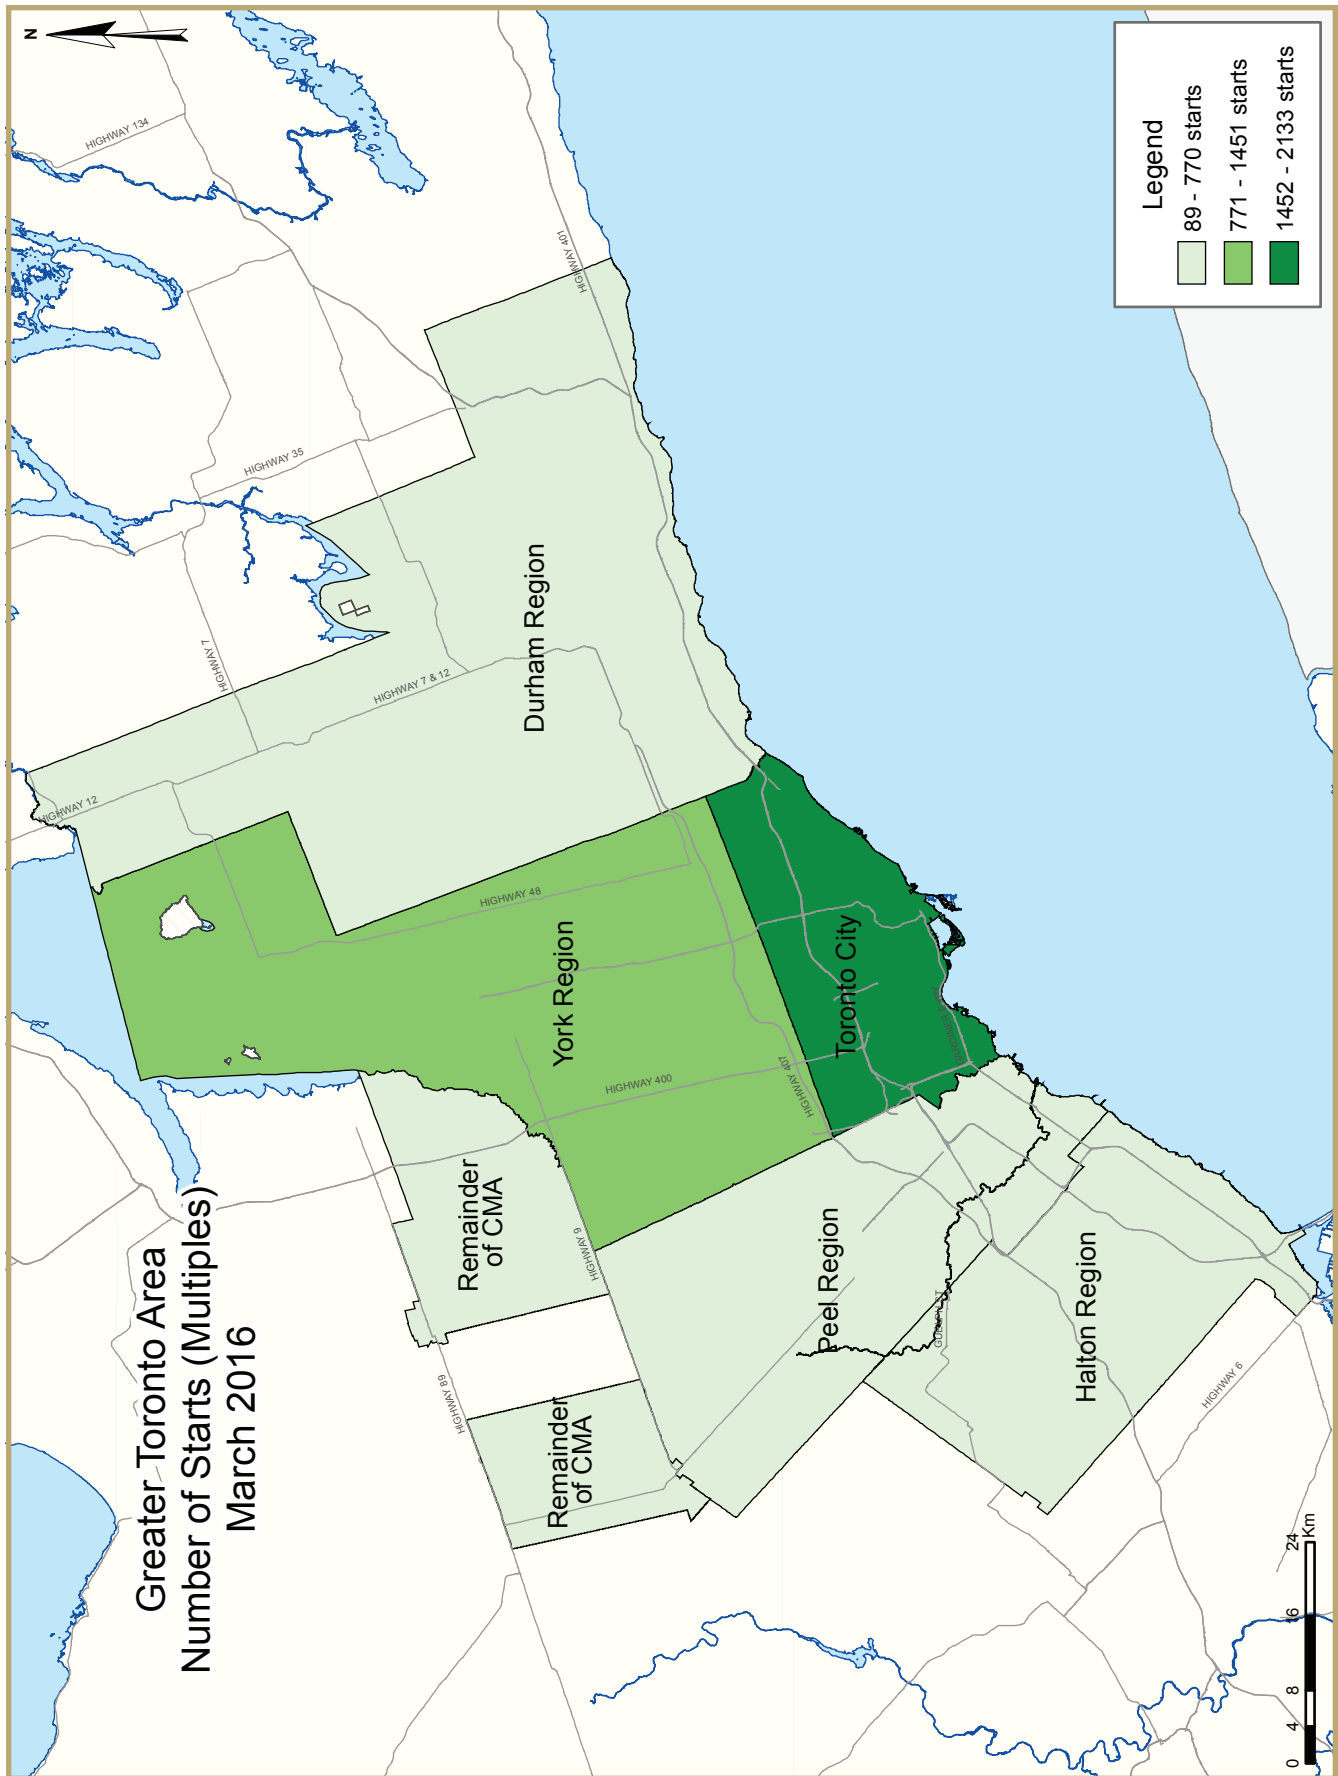 Greater Toronto Area
Number of Starts (Multiples)
March 2016
N
HIGHWAY 134
HIGHWAY 401
HIGHWAY 35
HIGHWAY 7
HIGHWAY 7 & 12
HIGHWAY 12
Durham Region
HIGHWAY 48
York Region
HIGHWAY 400
HIGHWAY 407
Toronto City
Remainder
of CMA
HIGHWAY 9
HIGHWAY 89
Remainder
of CMA
Peel Region
Halton Region
HIGHWAY 6
Legend
89 - 770 starts
771 - 1451 starts
1452 - 2133 starts
0 4 8 16 24
Km